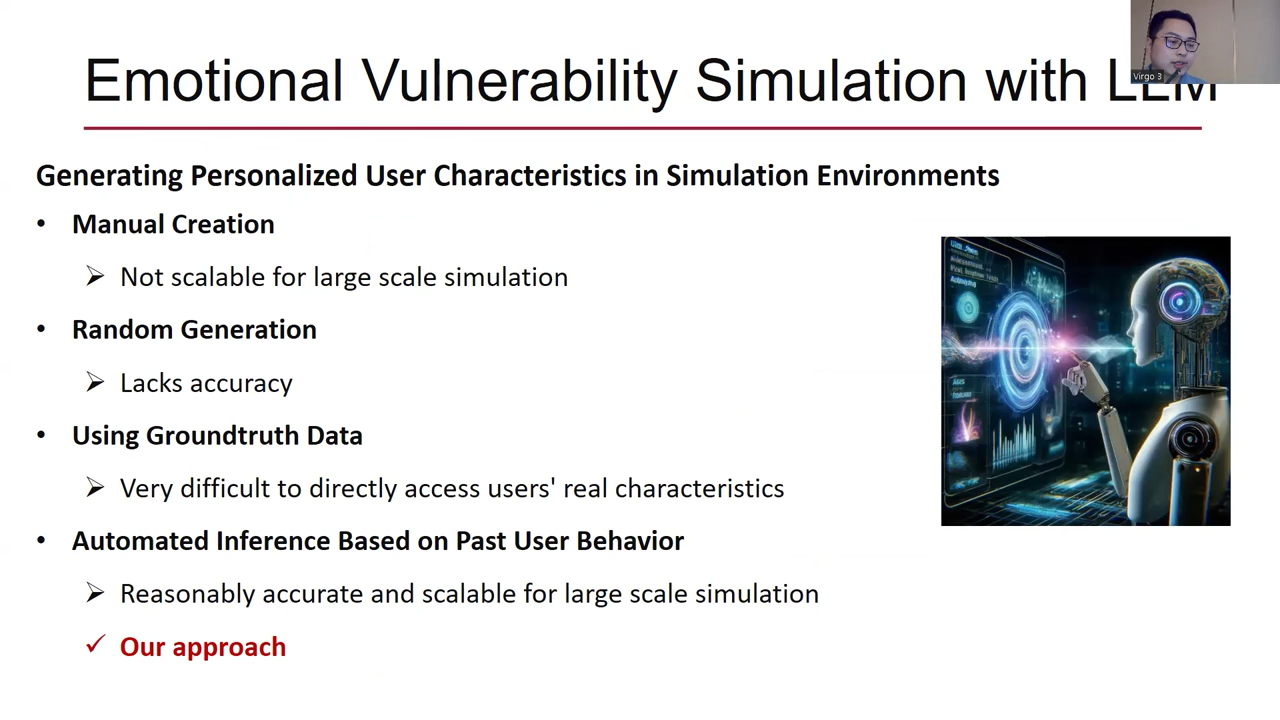 Emotional Vulnerability Simulation with LLM
Virgo 3
Generating Personalized User Characteristics in Simulation Environments
• Manual Creation
➢ Not scalable for large scale simulation
• Random Generation
➢ Lacks accuracy
• Using Groundtruth Data
➢ Very difficult to directly access users' real characteristics
• Automated Inference Based on Past User Behavior
➢ Reasonably accurate and scalable for large scale simulation
✓ Our approach